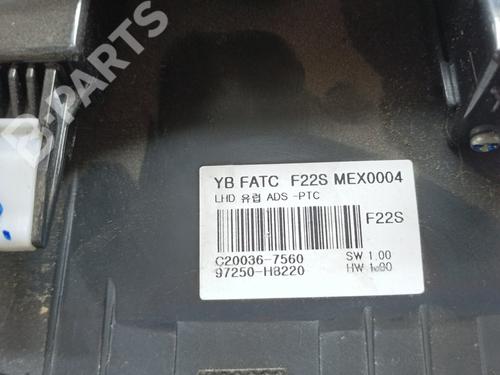 B-PARTS
YB FATC F22S MEX0004
LHD 유럽 ADS -PTC
F22S
C20036-7560 SW 1.00
97250-H8220 HW 1.00